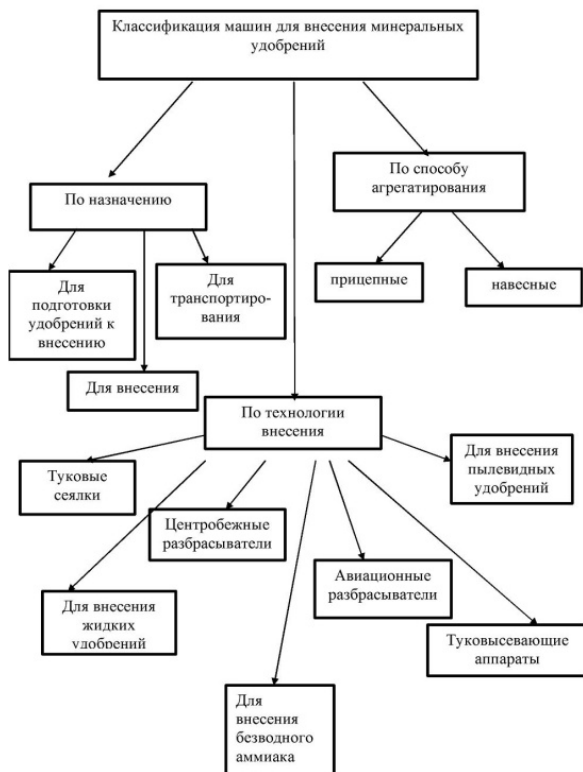 Классификация машин для внесения минеральных
удобрений
По назначению
По способу
агрегатирования
Для
подготовки
удобрений к
внесению
Для
транспортиро-
вания
прицепные
навесные
Для внесения
По технологии
внесения
Туковые
сеялки
Для внесения
пылевидных
удобрений
Центробежные
разбрасыватели
Авиационные
разбрасыватели
Для внесения
жидких
удобрений
Туковысевающие
аппараты
Для
внесения
безводного
аммиака